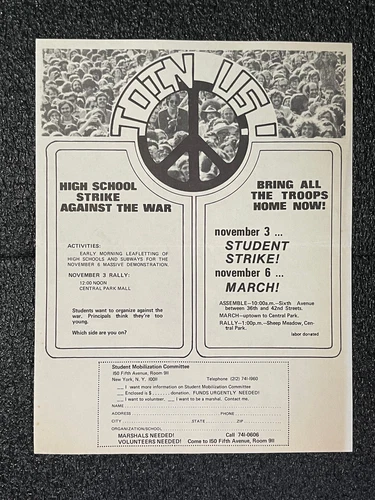 JOIN US!
HIGH SCHOOL
STRIKE
AGAINST THE WAR
ACTIVITIES:
EARLY MORNING LEAFLETTING OF
HIGH SCHOOLS AND SUBWAYS FOR THE
NOVEMBER 6 MASSIVE DEMONSTRATION.
NOVEMBER 3 RALLY:
12:00 NOON
CENTRAL PARK MALL
Students want to organize against the
war. Principals think they're too
young.
Which side are you on?
BRING ALL
THE TROOPS
HOME NOW!
november 3 ...
STUDENT
STRIKE!
november 6 ...
MARCH!
ASSEMBLE-10:00a.m.-Sixth Avenue
between 36th and 42nd Streets.
MARCH-uptown to Central Park.
RALLY-1:00p.m.-Sheep Meadow, Cen-
tral Park.
labor donated
Student Mobilization Committee
150 Fifth Avenue, Room 911
New York, N.Y. 10011 Telephone (212) 741-1960
__ I want more information on Student Mobilization Committee
__ Enclosed is $......donation. FUNDS URGENTLY NEEDED!
__ I want to volunteer, __ I want to be a marshal. Contact me.
NAME
ADDRESS PHONE
CITY STATE ZIP
ORGANIZATION/SCHOOL
MARSHALS NEEDED! Call 741-0606
VOLUNTEERS NEEDED! Come to 150 Fifth Avenue, Room 911